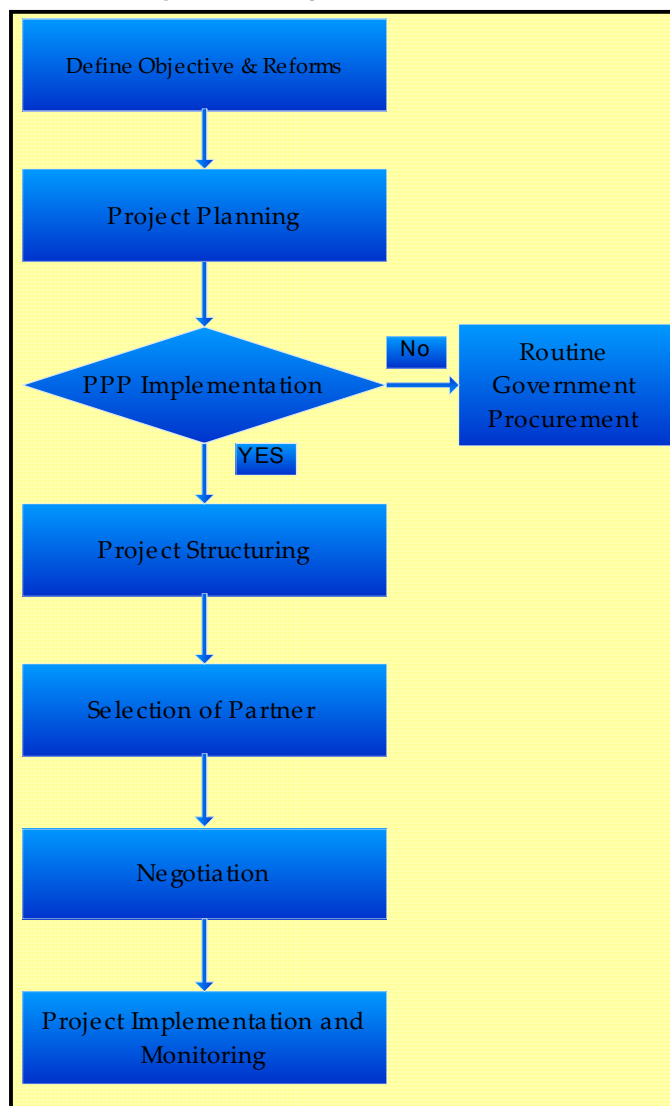 Define Objective & Reforms
Project Planning
PPP Implementation
No
Routine
Government
Procurement
YES
Project Structuring
Selection of Partner
Negotiation
Project Implementation and
Monitoring